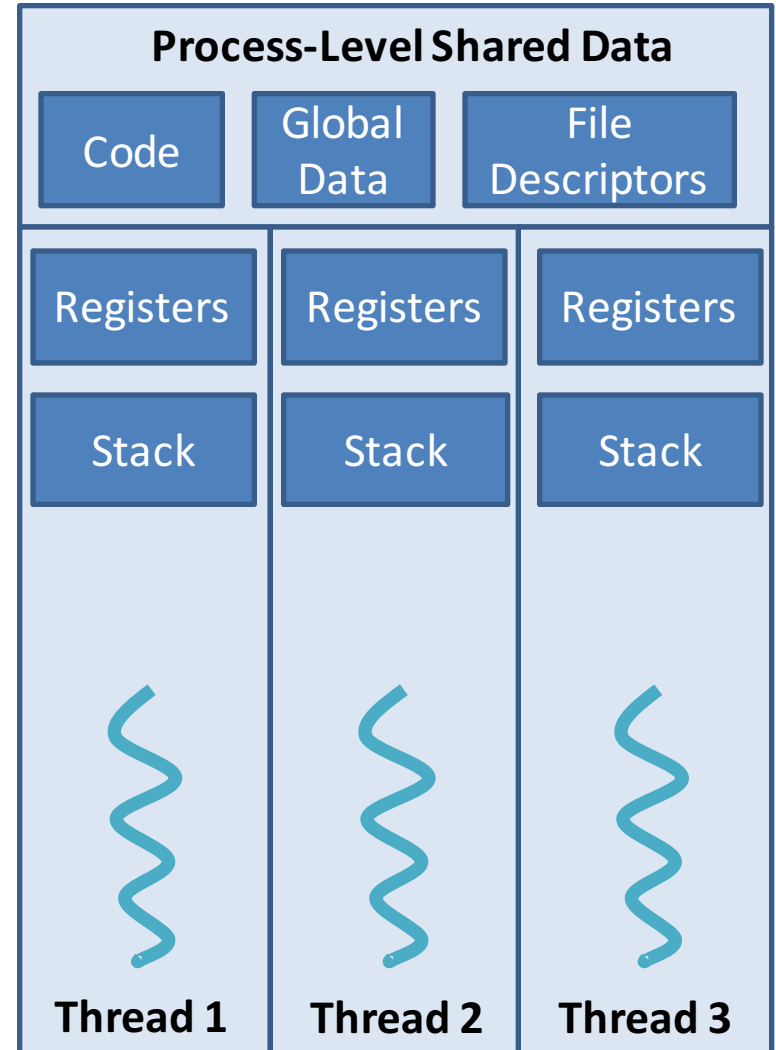 Process-Level Shared Data
Code
Global
Data
File
Descriptors
Registers
Registers
Registers
Stack
Stack
Stack
Thread 1
Thread 2
Thread 3